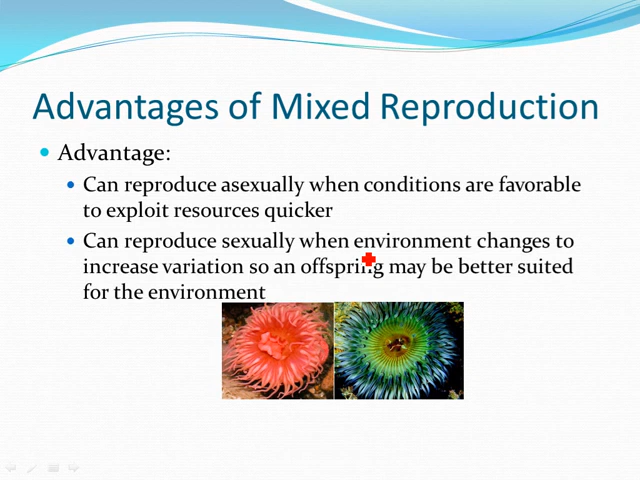 Advantages of Mixed Reproduction
Advantage:
Can reproduce asexually when conditions are favorable
to exploit resources quicker
Can reproduce sexually when environment changes to
increase variation so an offspring may be better suited
for the environment